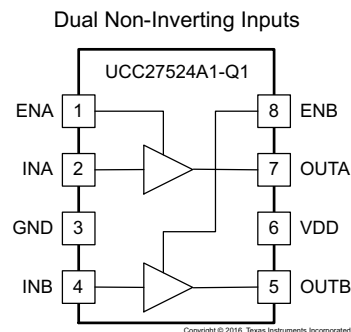 Dual Non-Inverting Inputs
UCC27524A1-Q1
ENA 1 8 ENB
INA 2 7 OUTA
GND 3 6 VDD
INB 4 5 OUTB
Copyright © 2016, Texas Instruments Incorporated